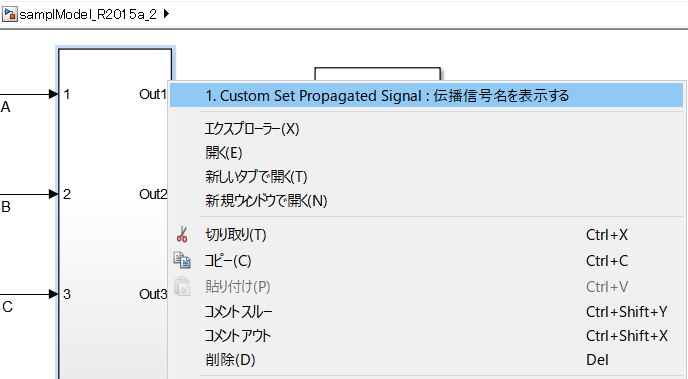 samplModel_R2015a_2
A
1
Out1
1. Custom Set Propagated Signal : 伝播信号名を表示する
エクスプローラー(X)
開く(E)
B
2
Out2
新しいタブで開く(T)
新規ウィンドウで開く(N)
切り取り(T) Ctrl+X
コピー(C) Ctrl+C
C
3
Out3
貼り付け(P) Ctrl+V
コメントスルー Ctrl+Shift+Y
コメントアウト Ctrl+Shift+X
削除(D) Del